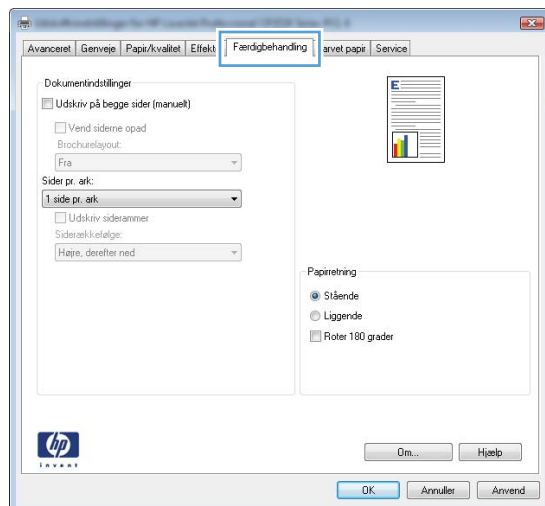 Avanceret Genveje Papir/kvalitet Færdigbehandling arvet papir Service
Dokumentindstillinger
Udskriv på begge sider (manuelt)
Vend siderne opad
Brochurelayout:
Fra
Sider pr. ark:
1 side pr. ark
Udskriv siderammer
Siderækkefølge:
Højre, derefter ned
E
Papirretning
Stående
Liggende
Roter 180 grader
hp
invent
Om... Hjælp
OK Annuller Anvend